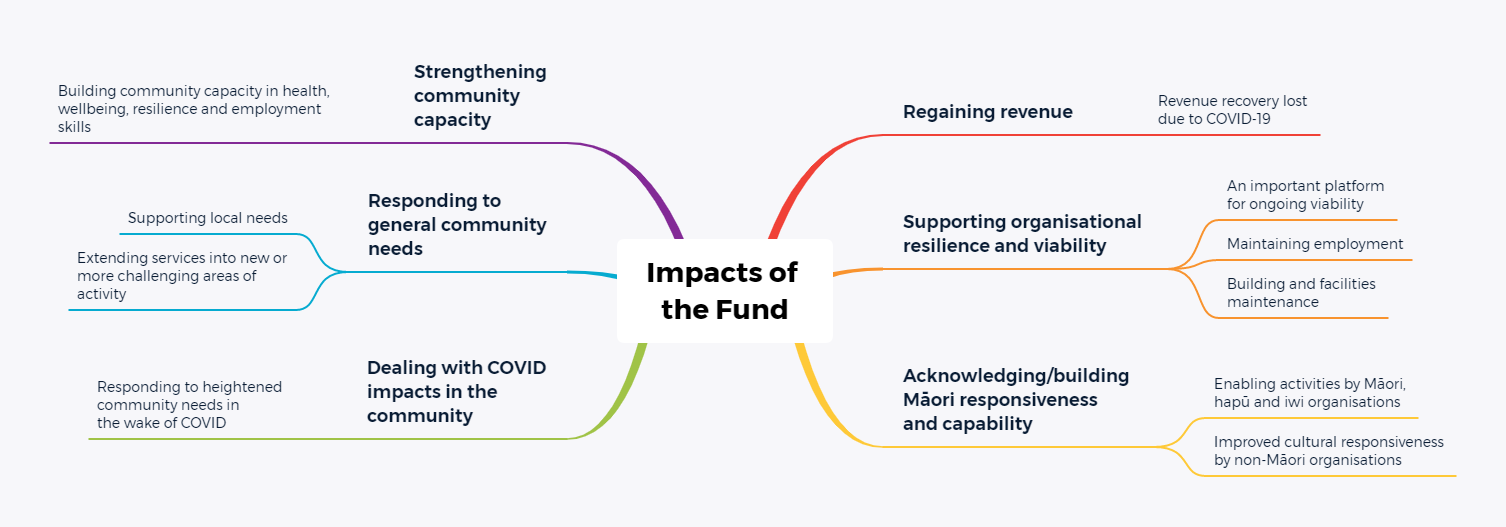 Impacts of
the Fund
Strengthening
community
capacity
Building community capacity in health,
wellbeing, resilience and employment
skills
Responding to
general community
needs
Supporting local needs
Extending services into new or
more challenging areas of
activity
Dealing with COVID
impacts in the
community
Responding to heightened
community needs in
the wake of COVID
Regaining revenue
Revenue recovery lost
due to COVID-19
Supporting organisational
resilience and viability
An important platform
for ongoing viability
Maintaining employment
Building and facilities
maintenance
Acknowledging/building
Māori responsiveness
and capability
Enabling activities by Māori,
hapū and iwi organisations
Improved cultural responsiveness
by non-Māori organisations